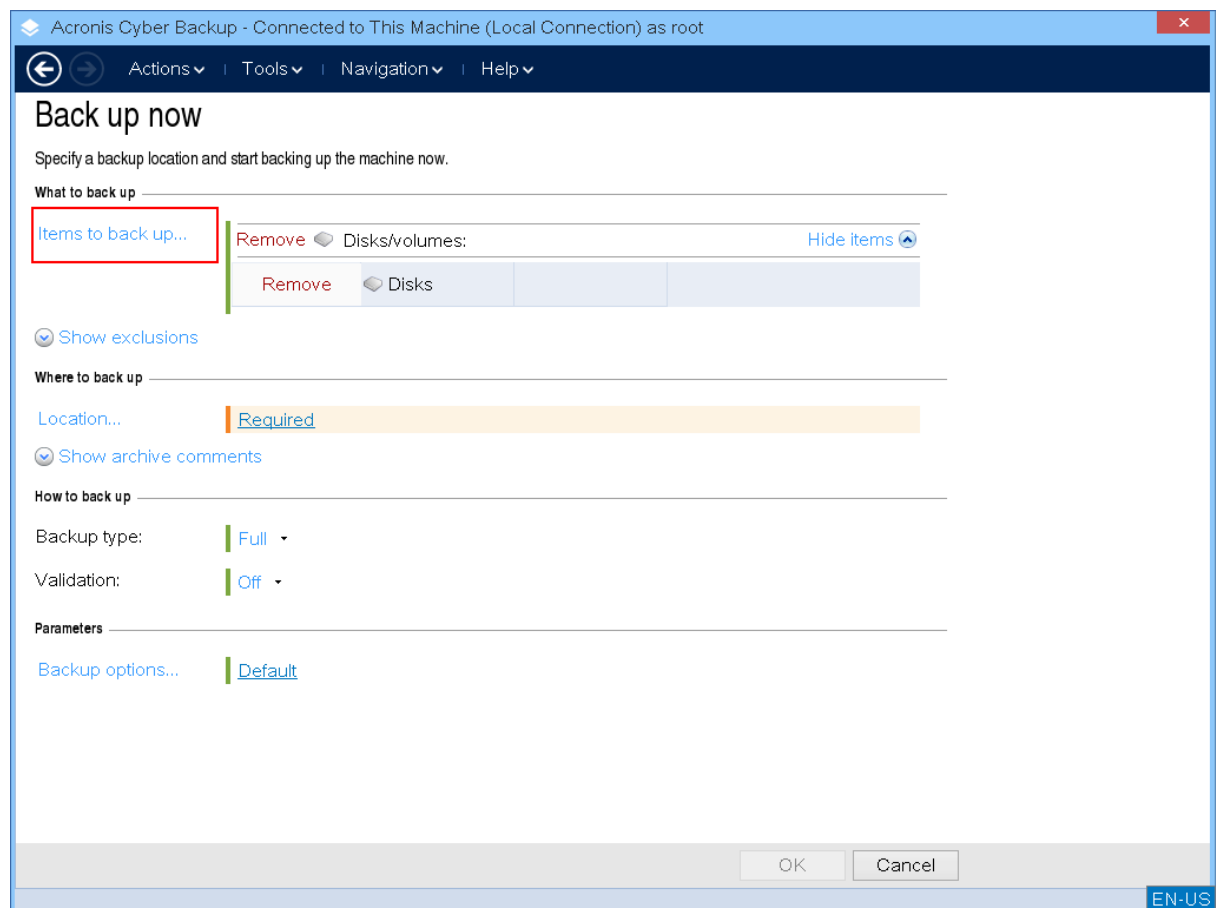 Acronis Cyber Backup - Connected to This Machine (Local Connection) as root
Actions Tools Navigation Help
Back up now
Specify a backup location and start backing up the machine now.
What to back up
Items to back up...
Remove Disks/volumes: Hide items
Remove Disks
Show exclusions
Where to back up
Location... Required
Show archive comments
How to back up
Backup type: Full
Validation: Off
Parameters
Backup options... Default
OK Cancel
EN-US